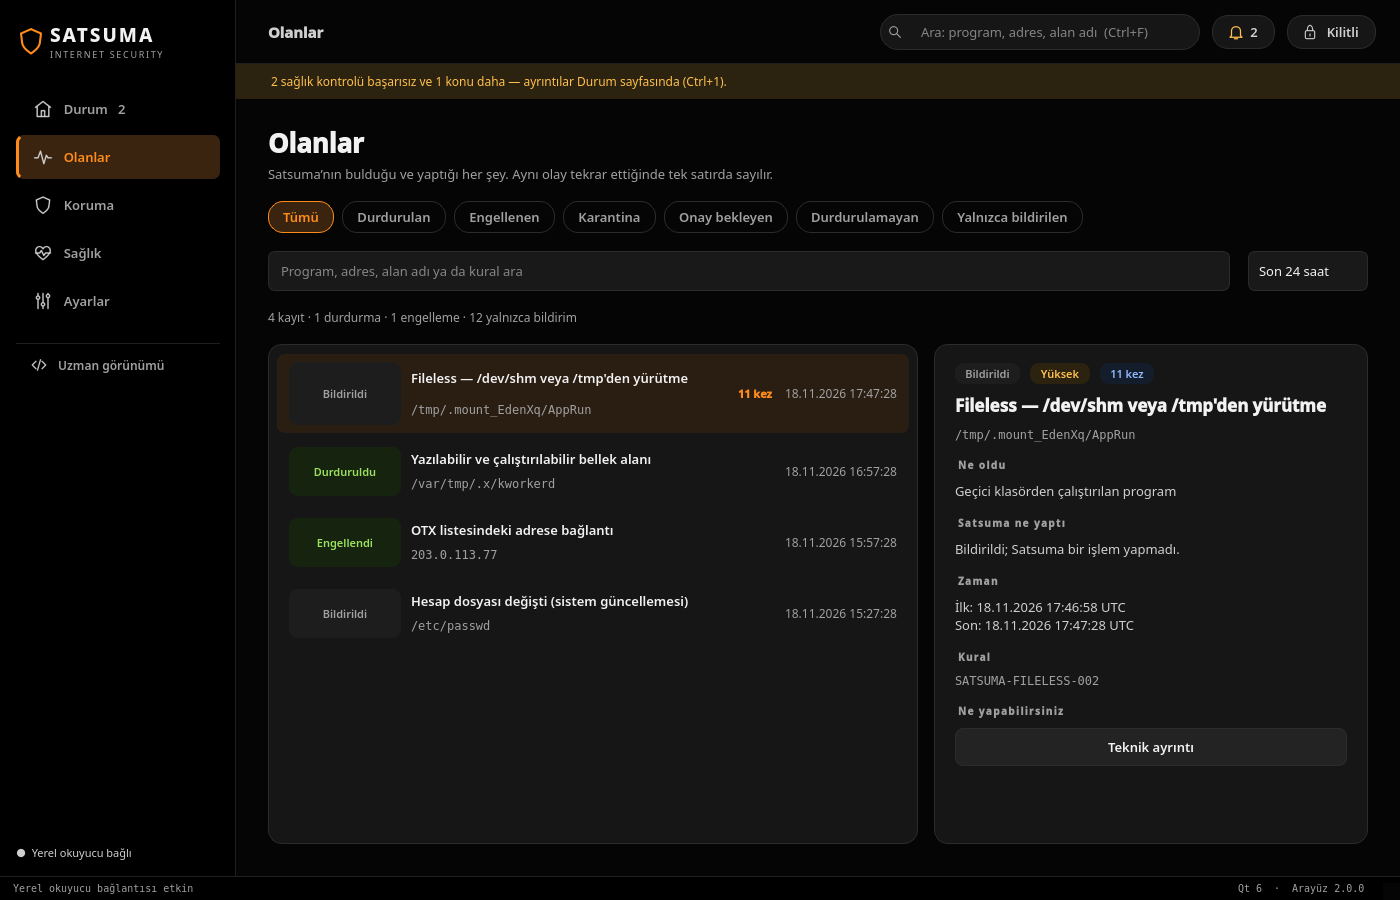 SATSUMA
INTERNET SECURITY
Durum 2
Olanlar
Koruma
Sağlık
Ayarlar
Uzman görünümü
Yerel okuyucu bağlı
Olanlar
Ara: program, adres, alan adı (Ctrl+F)
2
Kilitli
2 sağlık kontrolü başarısız ve 1 konu daha — ayrıntılar Durum sayfasında (Ctrl+1).
Olanlar
Satsuma'nın bulduğu ve yaptığı her şey. Aynı olay tekrar ettiğinde tek satırda sayılır.
Tümü
Durdurulan
Engellenen
Karantina
Onay bekleyen
Durdurulamayan
Yalnızca bildirilen
Program, adres, alan adı ya da kural ara
Son 24 saat
4 kayıt · 1 durdurma · 1 engelleme · 12 yalnızca bildirim
Bildirildi
Fileless — /dev/shm veya /tmp'den yürütme
/tmp/.mount_EdenXq/AppRun
11 kez
18.11.2026 17:47:28
Durduruldu
Yazılabilir ve çalıştırılabilir bellek alanı
/var/tmp/.x/kworkerd
18.11.2026 16:57:28
Engellendi
OTX listesindeki adrese bağlantı
203.0.113.77
18.11.2026 15:57:28
Bildirildi
Hesap dosyası değişti (sistem güncellemesi)
/etc/passwd
18.11.2026 15:27:28
Bildirildi
Yüksek
11 kez
Fileless — /dev/shm veya /tmp'den yürütme
/tmp/.mount_EdenXq/AppRun
Ne oldu
Geçici klasörden çalıştırılan program
Satsuma ne yaptı
Bildirildi; Satsuma bir işlem yapmadı.
Zaman
İlk: 18.11.2026 17:46:58 UTC
Son: 18.11.2026 17:47:28 UTC
Kural
SATSUMA-FILELESS-002
Ne yapabilirsiniz
Teknik ayrıntı
Yerel okuyucu bağlantısı etkin
Qt 6 · Arayüz 2.0.0